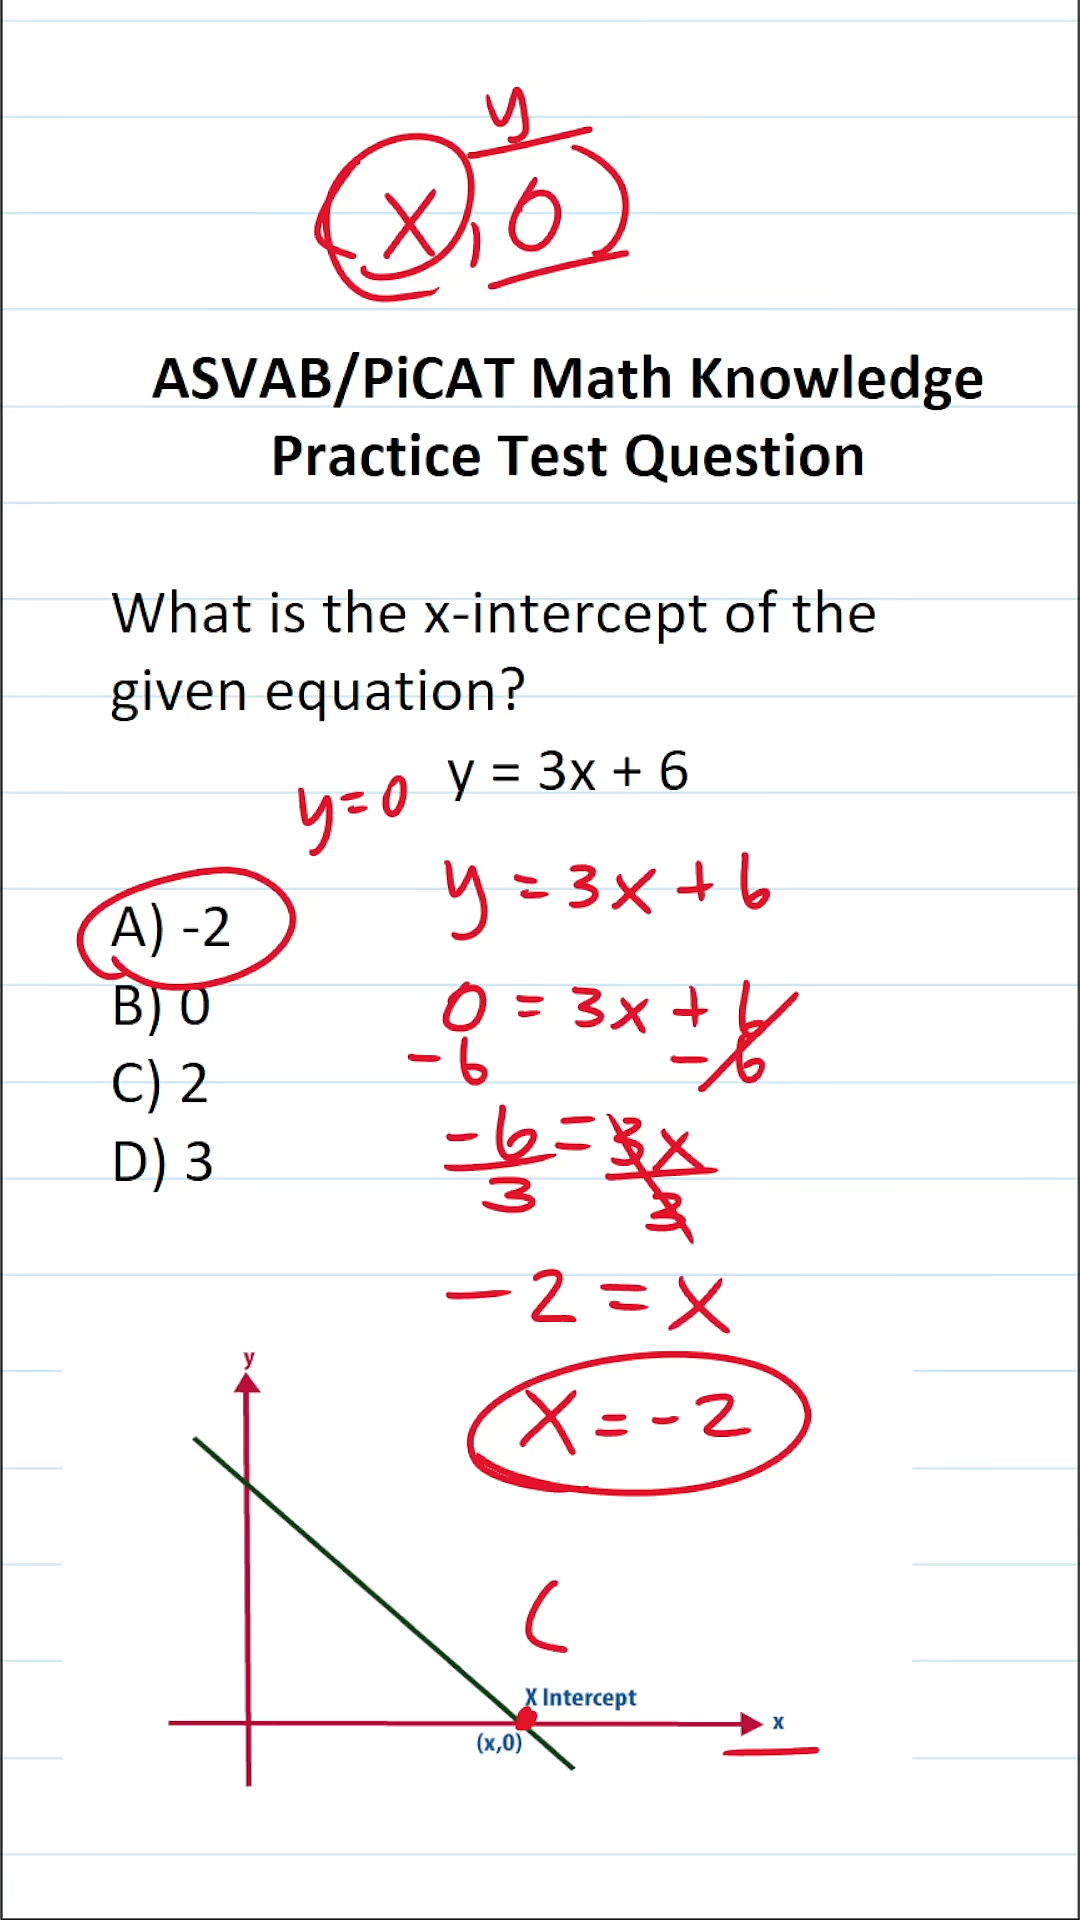 y
(x, 0)
ASVAB/PiCAT Math Knowledge
Practice Test Question
What is the x-intercept of the
given equation?
y = 3x + 6
y=0
y = 3x + 6
A) -2
0 = 3x + 6
B) 0
-6 -6
C) 2
-6 = 3x
D) 3
3 3
-2 = x
x = -2
y
(
X Intercept
x
(x,0)